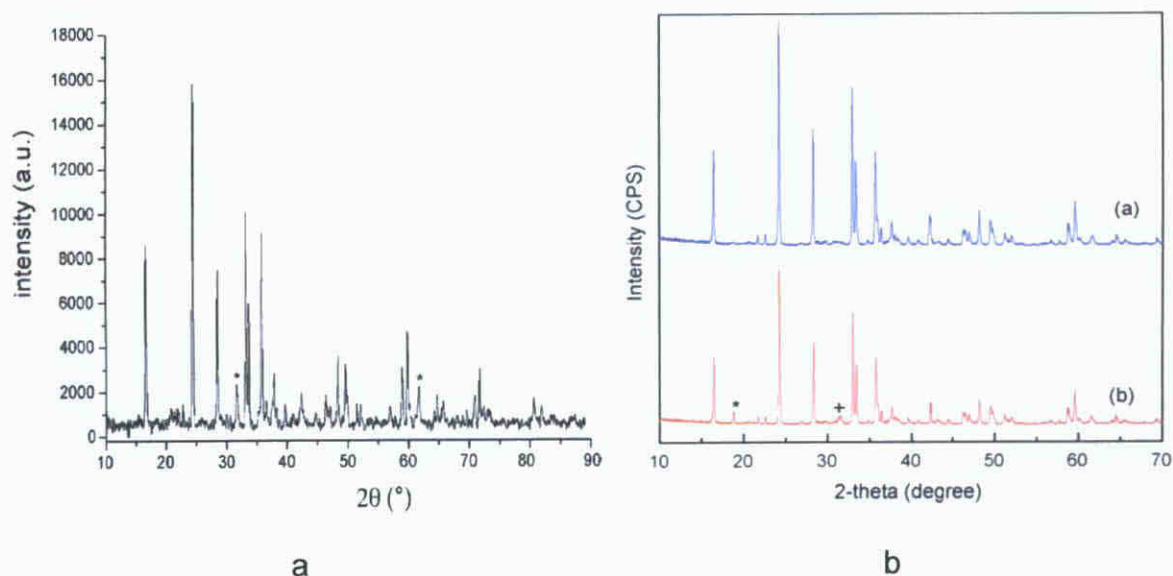 18000
16000
14000
12000
10000
8000
6000
4000
2000
0
intensity (a.u.)
*
*
10 20 30 40 50 60 70 80 90
2θ (°)
a
Intensity (CPS)
(a)
*
+
(b)
10 20 30 40 50 60 70
2-theta (degree)
b